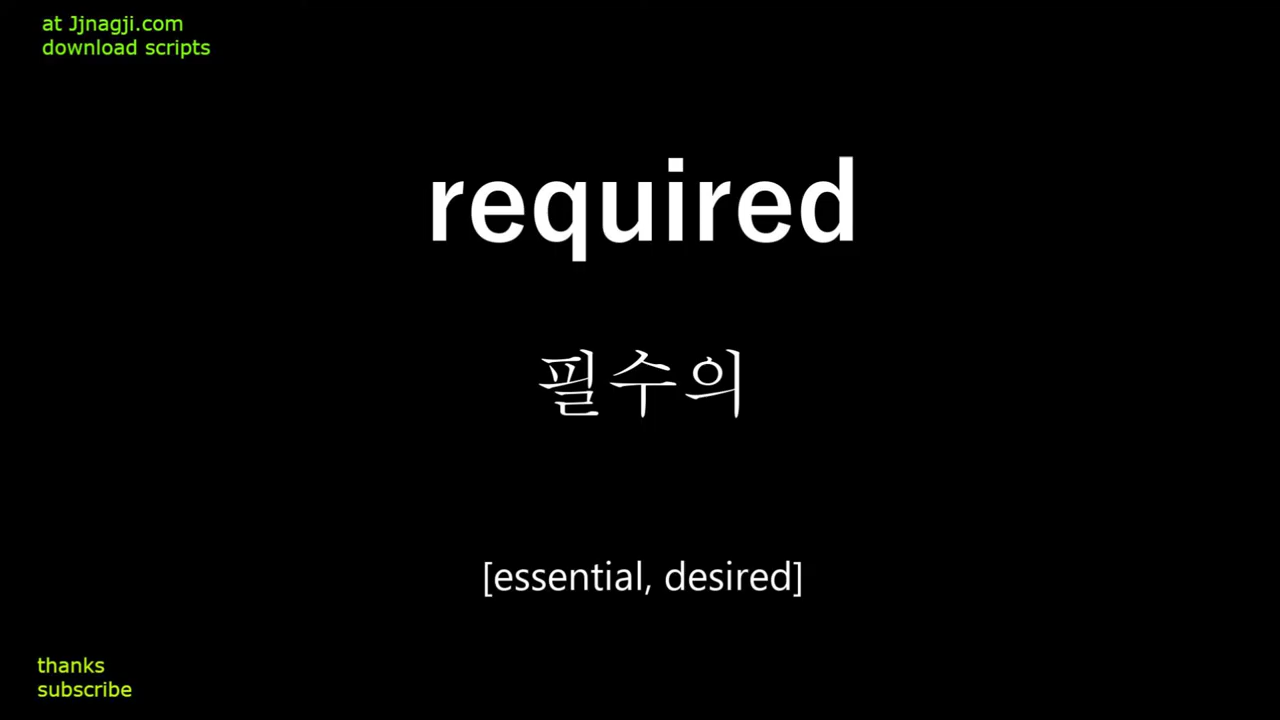 at Jjnagji.com
download scripts
required
필수의
[essential, desired]
thanks
subscribe